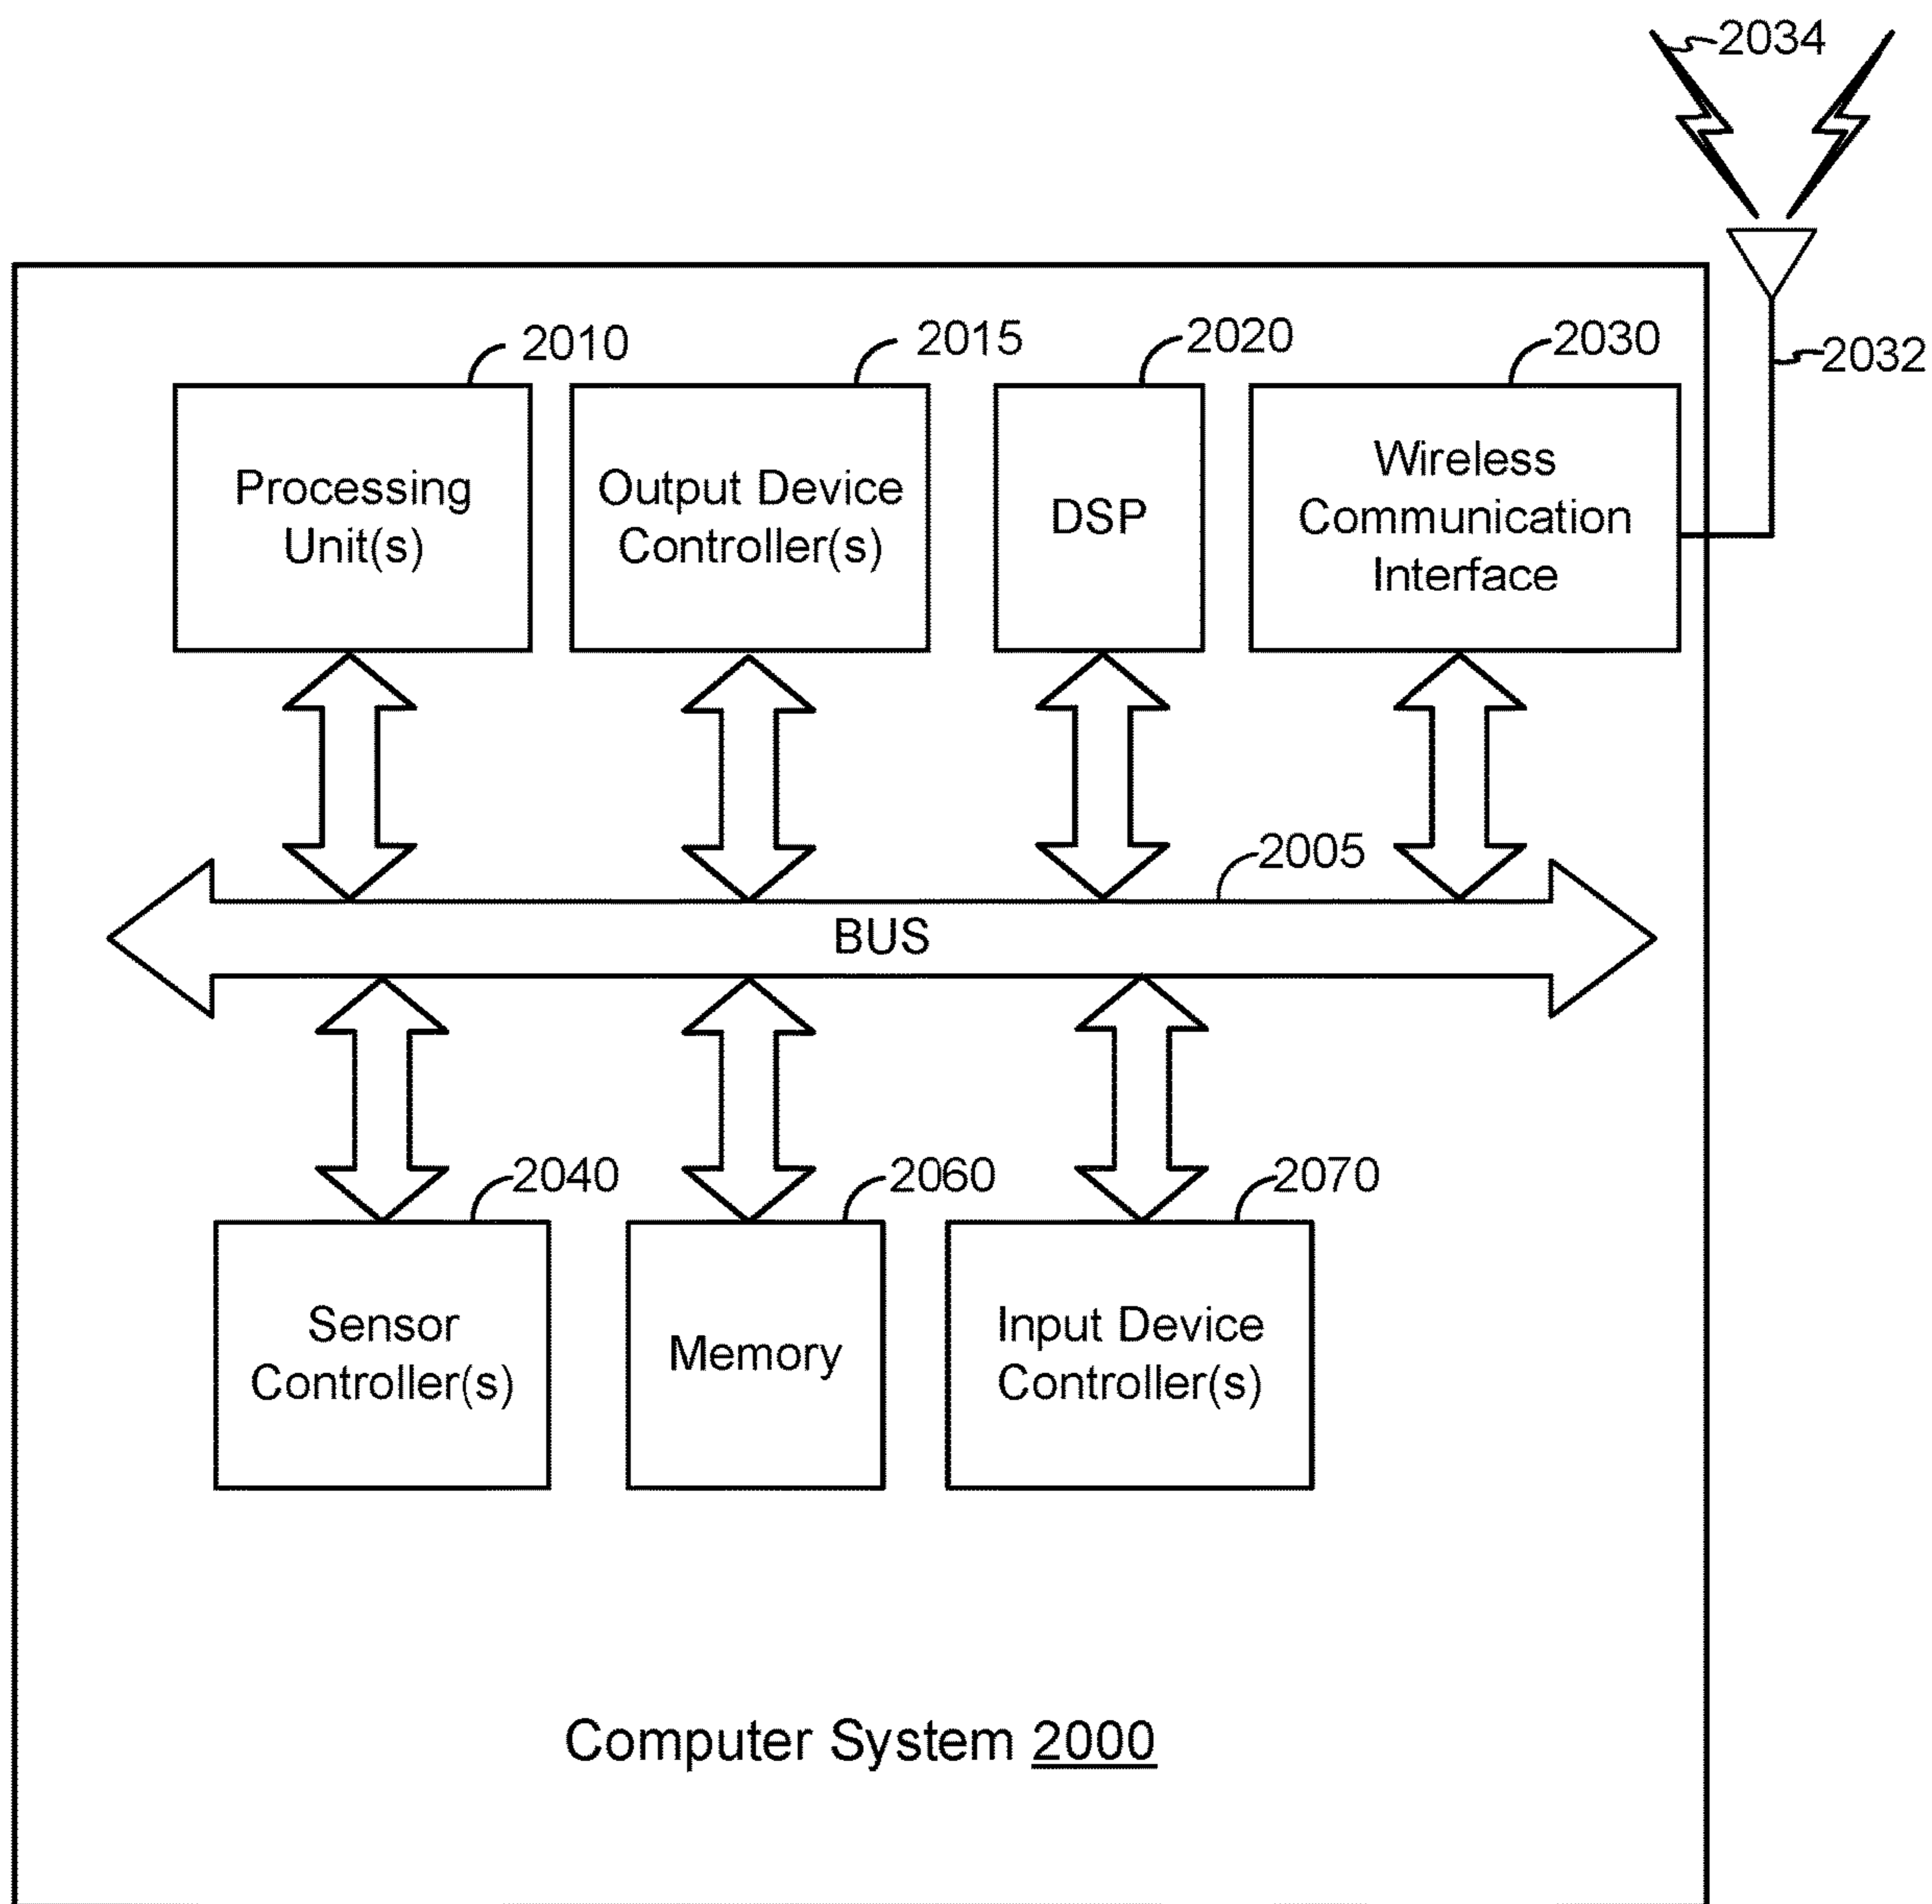 2034
2032
2010
2015
2020
2030
Processing
Unit(s)
Output Device
Controller(s)
DSP
Wireless
Communication
Interface
2005
BUS
2040
2060
2070
Sensor
Controller(s)
Memory
Input Device
Controller(s)
Computer System 2000